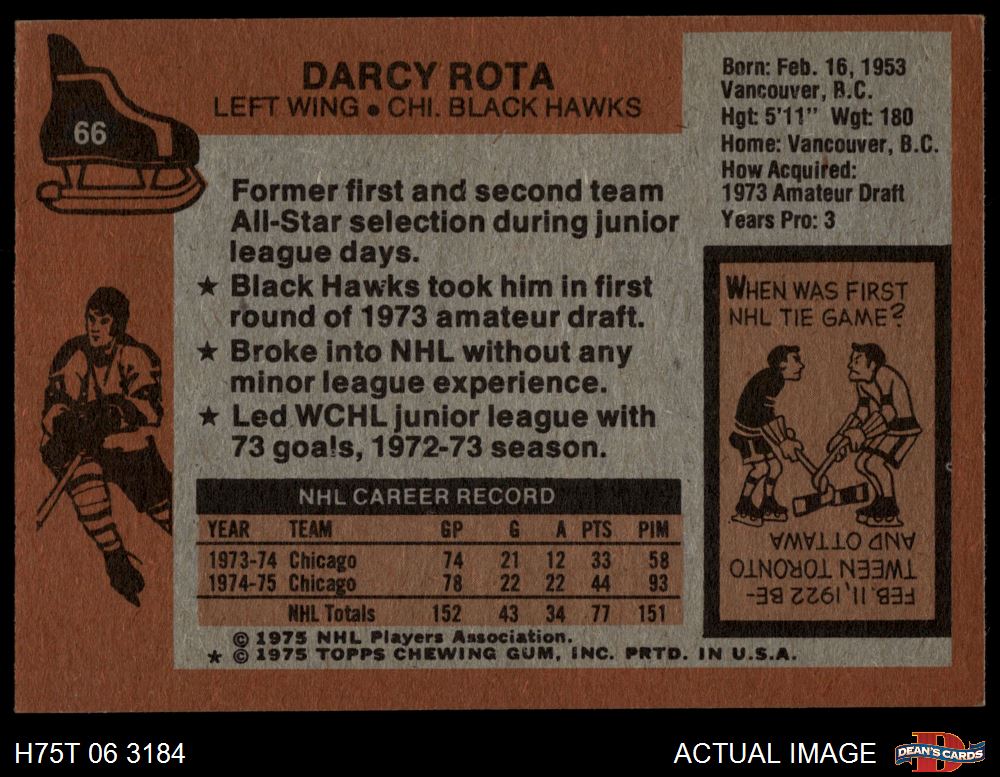 66
DARCY ROTA
LEFT WING • CHI. BLACK HAWKS
Born: Feb. 16, 1953
Vancouver, B.C.
Hgt: 5'11" Wgt: 180
Home: Vancouver, B.C.
How Acquired:
1973 Amateur Draft
Years Pro: 3
Former first and second team
All-Star selection during junior
league days.
★ Black Hawks took him in first
round of 1973 amateur draft.
★ Broke into NHL without any
minor league experience.
★ Led WCHL junior league with
73 goals, 1972-73 season.
WHEN WAS FIRST
NHL TIE GAME?
FEB. 11, 1922 BE-
TWEEN TORONTO
AND OTTAWA
NHL CAREER RECORD
YEAR TEAM GP G A PTS PIM
1973-74 Chicago 74 21 12 33 58
1974-75 Chicago 78 22 22 44 93
NHL Totals 152 43 34 77 151
© 1975 NHL Players Association.
★ © 1975 TOPPS CHEWING GUM, INC. PRTD. IN U.S.A.
H75T 06 3184
ACTUAL IMAGE
D
DEAN'S CARDS